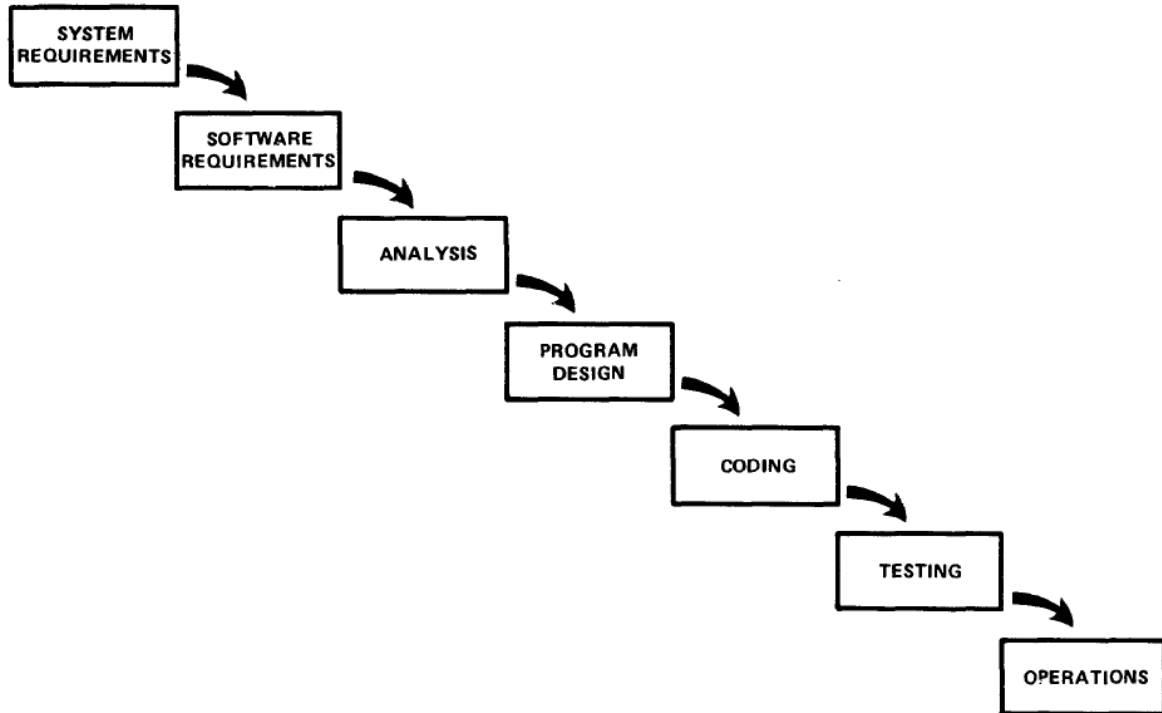 SYSTEM
REQUIREMENTS
SOFTWARE
REQUIREMENTS
ANALYSIS
PROGRAM
DESIGN
CODING
TESTING
OPERATIONS